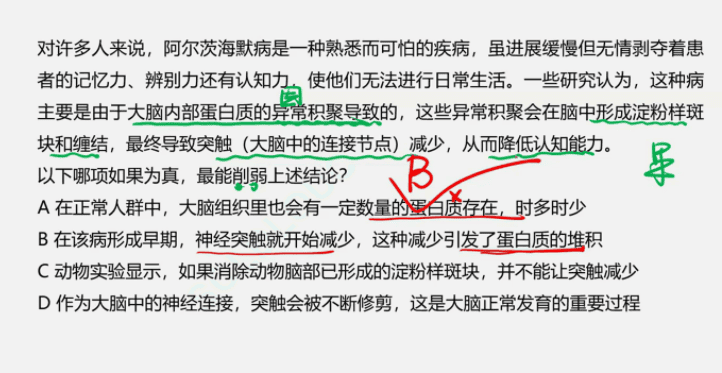 对许多人来说，阿尔茨海默病是一种熟悉而可怕的疾病，虽进展缓慢但无情剥夺着患
者的记忆力、辨别力还有认知力，使他们无法进行日常生活。一些研究认为，这种病
因
主要是由于大脑内部蛋白质的异常积聚导致的，这些异常积聚会在脑中形成淀粉样斑
块和缠结，最终导致突触（大脑中的连接节点）减少，从而降低认知能力。
果
以下哪项如果为真，最能削弱上述结论？
B
A 在正常人群中，大脑组织里也会有一定数量的蛋白质存在，时多时少
B 在该病形成早期，神经突触就开始减少，这种减少引发了蛋白质的堆积
C 动物实验显示，如果消除动物脑部已形成的淀粉样斑块，并不能让突触减少
D 作为大脑中的神经连接，突触会被不断修剪，这是大脑正常发育的重要过程